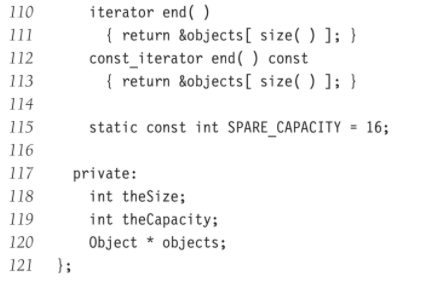 110 iterator end( )
111 { return &objects[ size( ) ]; }
112 const_iterator end( ) const
113 { return &objects[ size( ) ]; }
114
115 static const int SPARE_CAPACITY = 16;
116
117 private:
118 int theSize;
119 int theCapacity;
120 Object * objects;
121 };